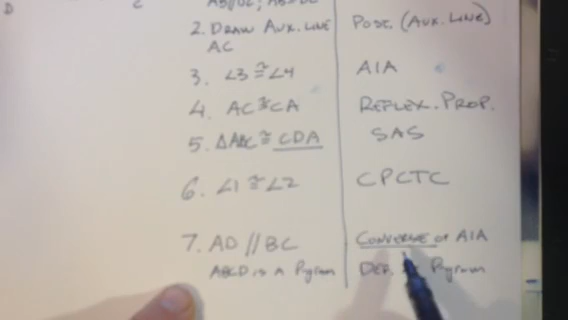 D C
2. DRAW AUX. LINE POST. (AUX. LINE)
AC
3. ∠3 ≅ ∠4 AIA
4. AC ≅ CA REFLEX. PROP.
5. △ABC ≅ CDA SAS
6. ∠1 ≅ ∠2 CPCTC
7. AD // BC CONVERSE OF AIA
ABCD IS A Pgram DEF. Pgram